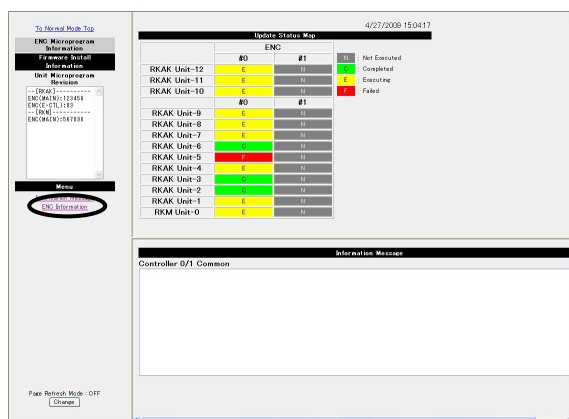 To Normal Mode Top
ENC Microprogram
Information
Firmware Install
Information
Unit Microprogram
Revision
--[RKAK]-----------
ENC(MAIN):123456
ENC(E-CTL):03
--[RKM]------------
ENC(MAIN):567890
Menu
Information Message
ENC Information
Page Refresh Mode : OFF
Change
4/27/2009 15:04:17
Update Status Map
ENC
#0 #1
RKAK Unit-12 E N
RKAK Unit-11 E N
RKAK Unit-10 E N
#0 #1
RKAK Unit-9 E N
RKAK Unit-8 E N
RKAK Unit-7 E N
RKAK Unit-6 C N
RKAK Unit-5 F N
RKAK Unit-4 E N
RKAK Unit-3 C N
RKAK Unit-2 C N
RKAK Unit-1 E N
RKM Unit-0 E N
N : Not Executed
C : Completed
E : Executing
F : Failed
Information Message
Controller 0/1 Common